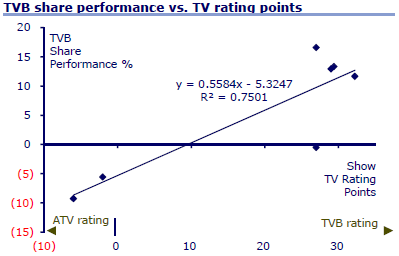 TVB share performance vs. TV rating points
20
TVB
Share
Performance %
15
10
y = 0.5584x - 5.3247
R² = 0.7501
5
0
Show
TV Rating
Points
(5)
(10)
ATV rating
TVB rating
(15)
(10)
0
10
20
30